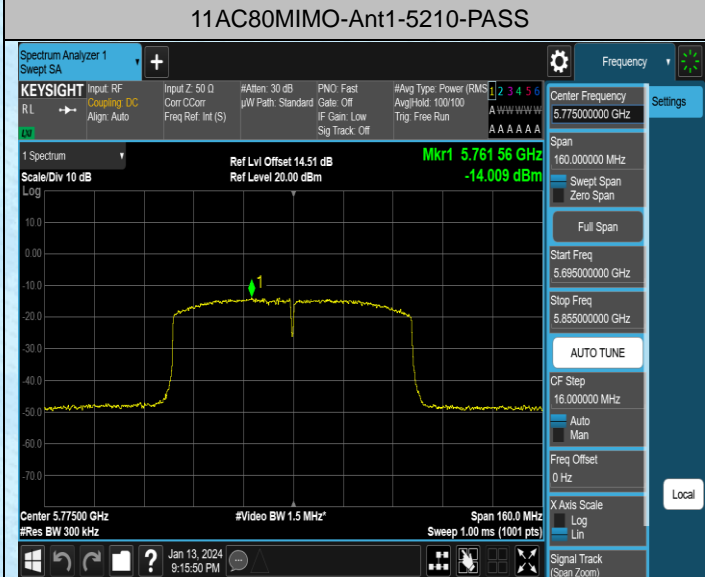 11AC80MIMO-Ant1-5210-PASS
Spectrum Analyzer 1
Swept SA
Frequency
KEYSIGHT
RL
Input: RF
Coupling: DC
Align: Auto
Input Z: 50 Ω
Corr CCorr
Freq Ref: Int (S)
#Atten: 30 dB
µW Path: Standard
PNO: Fast
Gate: Off
IF Gain: Low
Sig Track: Off
#Avg Type: Power (RMS
Avg|Hold: 100/100
Trig: Free Run
1 2 3 4 5 6
A W W W W W
A A A A A A
1 Spectrum
Scale/Div 10 dB
Log
Ref Lvl Offset 14.51 dB
Ref Level 20.00 dBm
Mkr1 5.761 56 GHz
-14.009 dBm
10.0
0.00
-10.0
-20.0
-30.0
-40.0
-50.0
-60.0
-70.0
1
Center 5.77500 GHz
#Res BW 300 kHz
#Video BW 1.5 MHz*
Span 160.0 MHz
Sweep 1.00 ms (1001 pts)
Center Frequency
5.775000000 GHz
Settings
Span
160.000000 MHz
Swept Span
Zero Span
Full Span
Start Freq
5.695000000 GHz
Stop Freq
5.855000000 GHz
AUTO TUNE
CF Step
16.000000 MHz
Auto
Man
Freq Offset
0 Hz
X Axis Scale
Log
Lin
Local
Signal Track
(Span Zoom)
?
Jan 13, 2024
9:15:50 PM